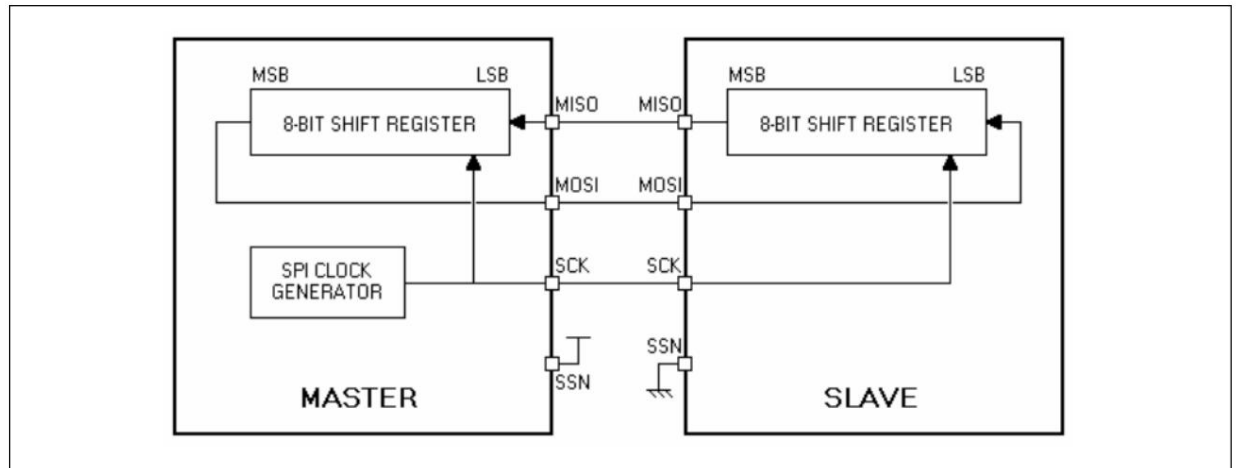 MSB LSB
8-BIT SHIFT REGISTER
MISO
MOSI
SPI CLOCK
GENERATOR
SCK
SSN
MASTER
MSB LSB
MISO
8-BIT SHIFT REGISTER
MOSI
SCK
SSN
SLAVE